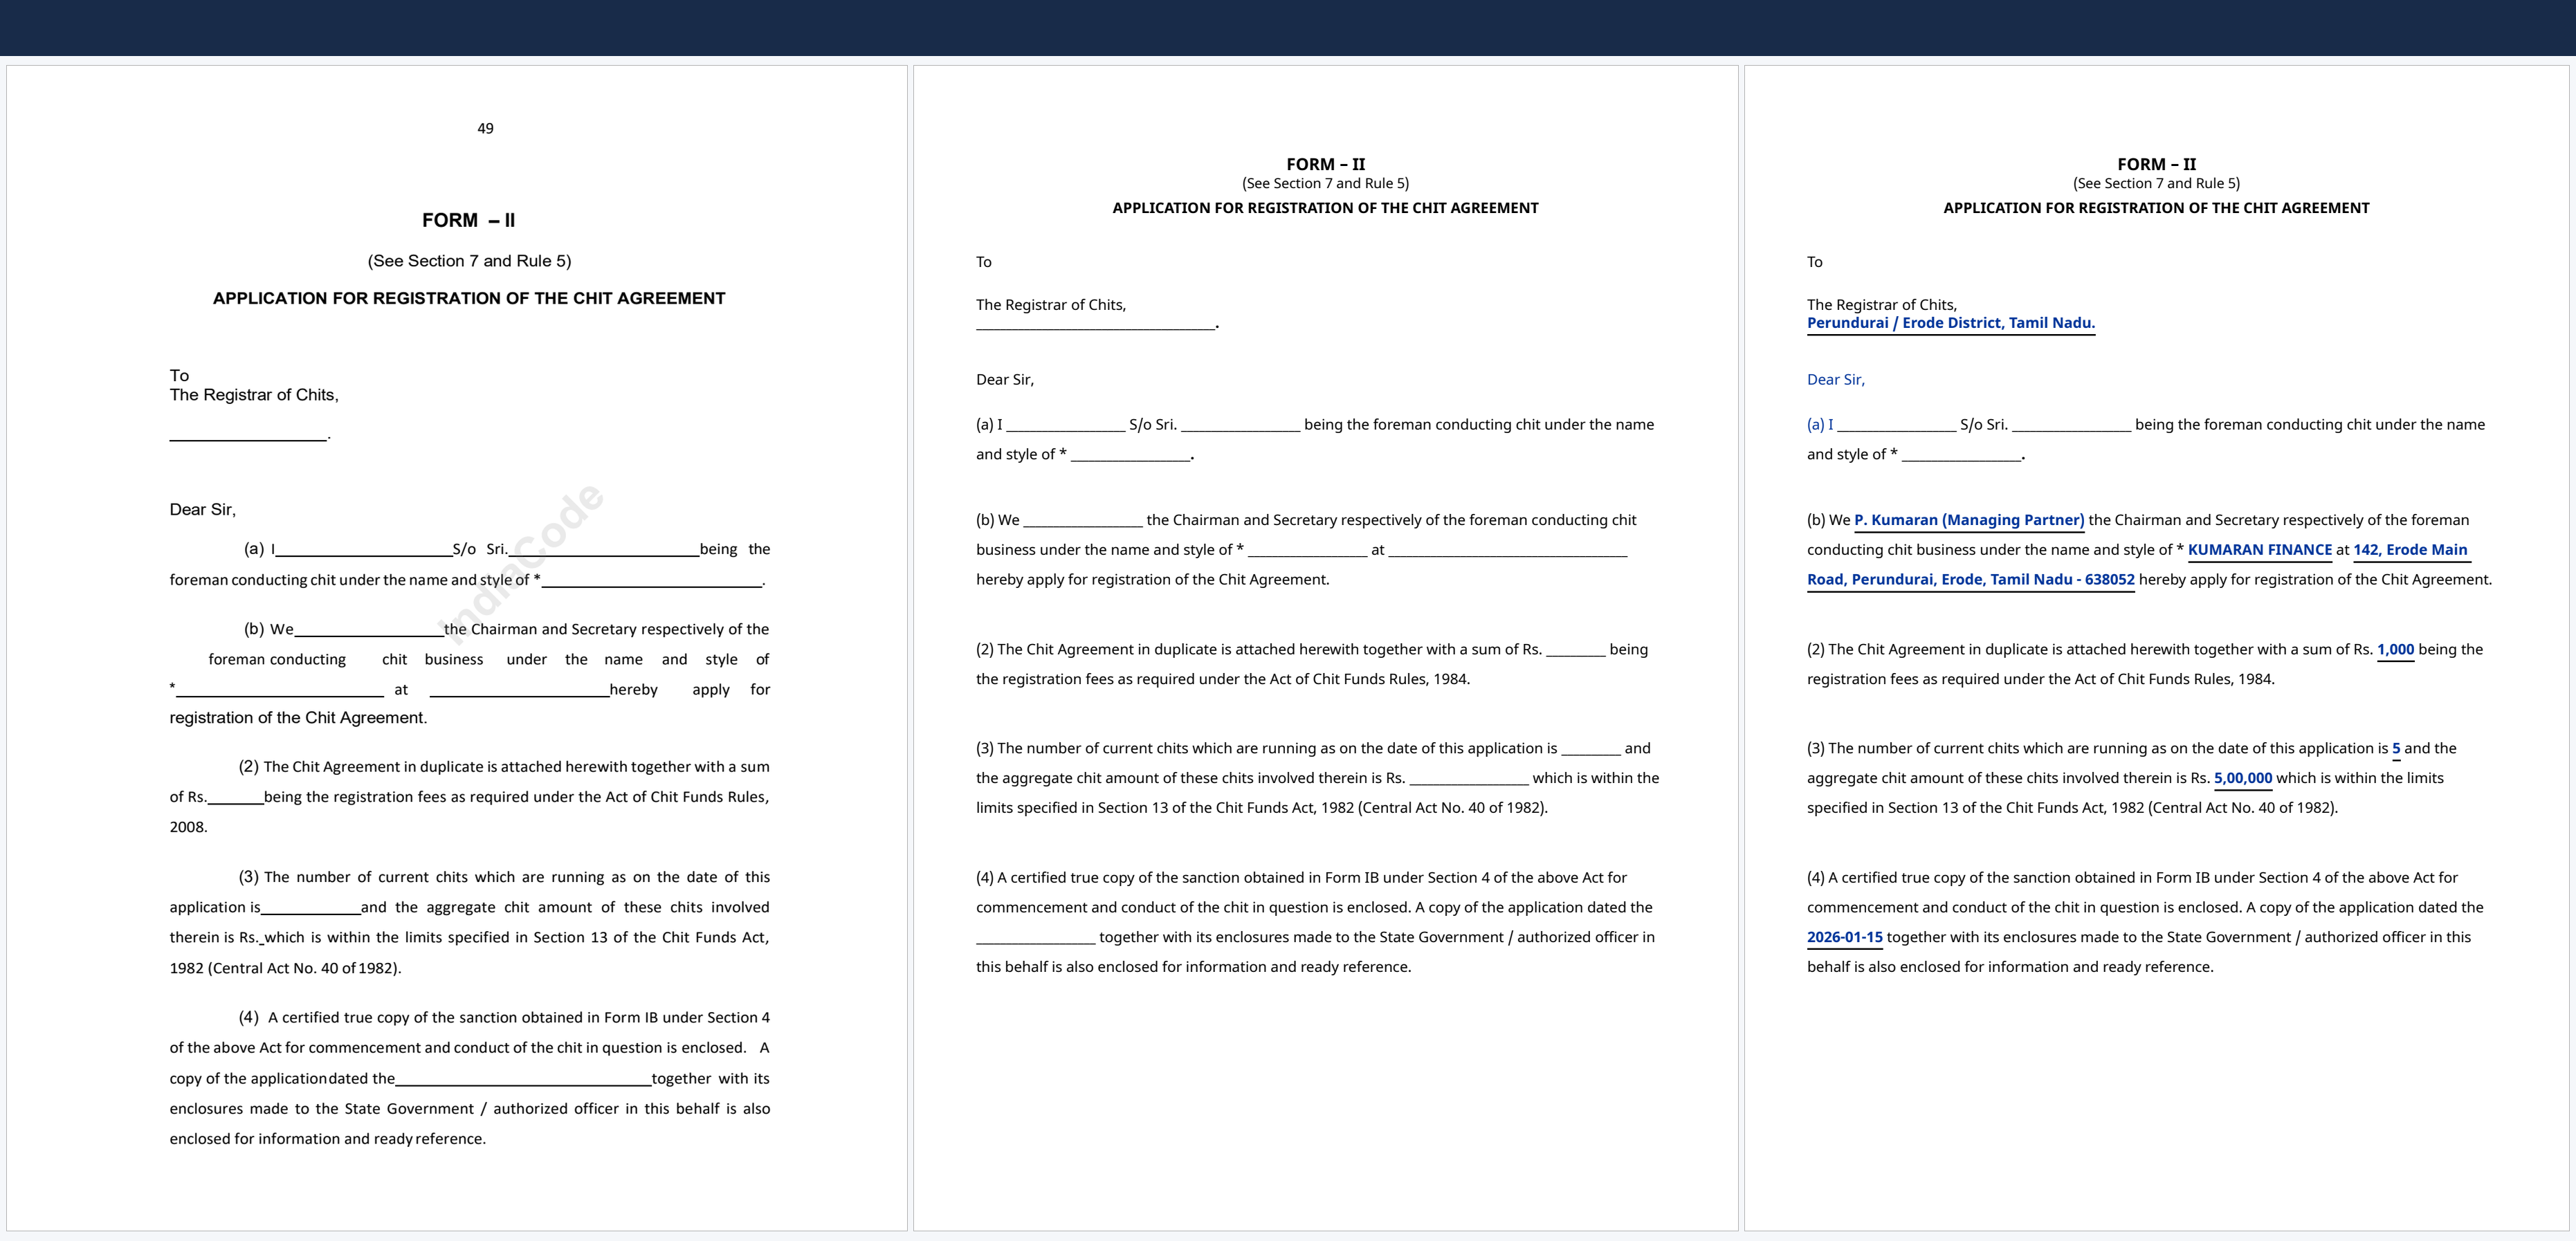 49
FORM – II
(See Section 7 and Rule 5)
APPLICATION FOR REGISTRATION OF THE CHIT AGREEMENT
To
The Registrar of Chits,
____________________.
Dear Sir,
(a) I____________________S/o Sri.____________________being the
foreman conducting chit under the name and style of *____________________.
(b) We____________________the Chairman and Secretary respectively of the
foreman conducting chit business under the name and style of
*____________________ at ____________________hereby apply for
registration of the Chit Agreement.
(2) The Chit Agreement in duplicate is attached herewith together with a sum
of Rs.______being the registration fees as required under the Act of Chit Funds Rules,
2008.
(3) The number of current chits which are running as on the date of this
application is____________and the aggregate chit amount of these chits involved
therein is Rs._which is within the limits specified in Section 13 of the Chit Funds Act,
1982 (Central Act No. 40 of 1982).
(4) A certified true copy of the sanction obtained in Form IB under Section 4
of the above Act for commencement and conduct of the chit in question is enclosed. A
copy of the application dated the____________________together with its
enclosures made to the State Government / authorized officer in this behalf is also
enclosed for information and ready reference.
IndiaCode
FORM – II
(See Section 7 and Rule 5)
APPLICATION FOR REGISTRATION OF THE CHIT AGREEMENT
To
The Registrar of Chits,
________________________________.
Dear Sir,
(a) I ________________ S/o Sri. ________________ being the foreman conducting chit under the name
and style of * ________________.
(b) We ________________ the Chairman and Secretary respectively of the foreman conducting chit
business under the name and style of * ________________ at ________________________________
hereby apply for registration of the Chit Agreement.
(2) The Chit Agreement in duplicate is attached herewith together with a sum of Rs. ________ being
the registration fees as required under the Act of Chit Funds Rules, 1984.
(3) The number of current chits which are running as on the date of this application is ________ and
the aggregate chit amount of these chits involved therein is Rs. ________________ which is within the
limits specified in Section 13 of the Chit Funds Act, 1982 (Central Act No. 40 of 1982).
(4) A certified true copy of the sanction obtained in Form IB under Section 4 of the above Act for
commencement and conduct of the chit in question is enclosed. A copy of the application dated the
________________ together with its enclosures made to the State Government / authorized officer in
this behalf is also enclosed for information and ready reference.
FORM – II
(See Section 7 and Rule 5)
APPLICATION FOR REGISTRATION OF THE CHIT AGREEMENT
To
The Registrar of Chits,
Perundurai / Erode District, Tamil Nadu.
Dear Sir,
(a) I ________________ S/o Sri. ________________ being the foreman conducting chit under the name
and style of * ________________.
(b) We P. Kumaran (Managing Partner) the Chairman and Secretary respectively of the foreman
conducting chit business under the name and style of * KUMARAN FINANCE at 142, Erode Main
Road, Perundurai, Erode, Tamil Nadu - 638052 hereby apply for registration of the Chit Agreement.
(2) The Chit Agreement in duplicate is attached herewith together with a sum of Rs. 1,000 being the
registration fees as required under the Act of Chit Funds Rules, 1984.
(3) The number of current chits which are running as on the date of this application is 5 and the
aggregate chit amount of these chits involved therein is Rs. 5,00,000 which is within the limits
specified in Section 13 of the Chit Funds Act, 1982 (Central Act No. 40 of 1982).
(4) A certified true copy of the sanction obtained in Form IB under Section 4 of the above Act for
commencement and conduct of the chit in question is enclosed. A copy of the application dated the
2026-01-15 together with its enclosures made to the State Government / authorized officer in this
behalf is also enclosed for information and ready reference.